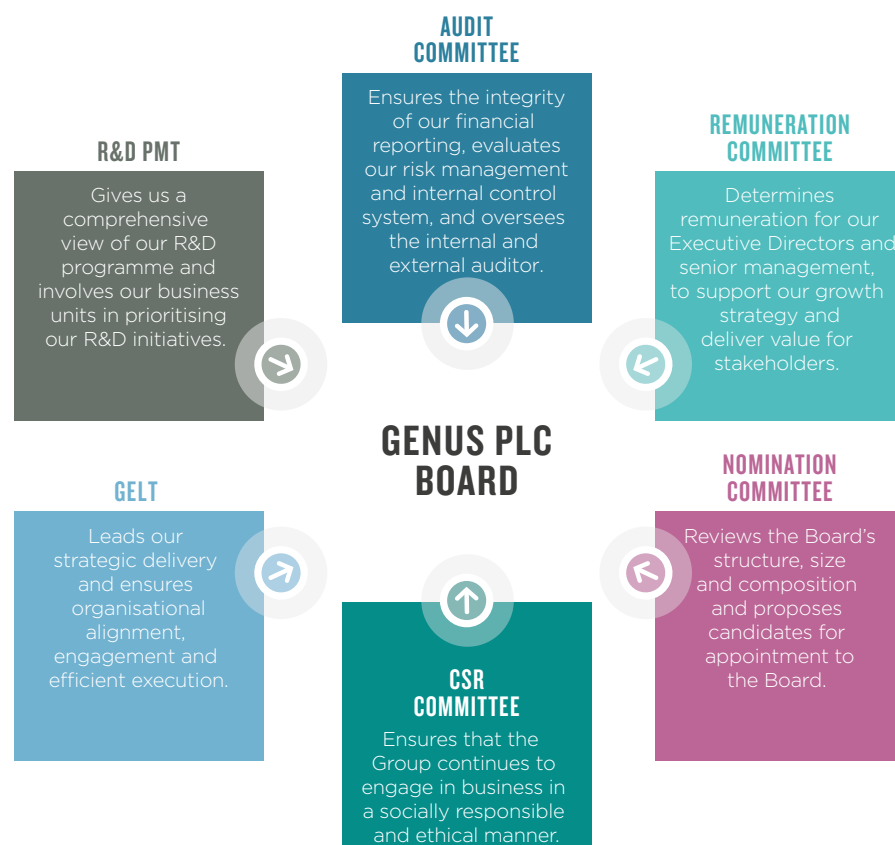 AUDIT
COMMITTEE
Ensures the integrity
of our financial
reporting, evaluates
our risk management
and internal control
system, and oversees
the internal and
external auditor.
R&D PMT
Gives us a
comprehensive
view of our R&D
programme and
involves our business
units in prioritising
our R&D initiatives.
REMUNERATION
COMMITTEE
Determines
remuneration for our
Executive Directors and
senior management,
to support our growth
strategy and
deliver value for
stakeholders.
GENUS PLC
BOARD
GELT
Leads our
strategic delivery
and ensures
organisational
alignment,
engagement and
efficient execution.
NOMINATION
COMMITTEE
Reviews the Board's
structure, size
and composition
and proposes
candidates for
appointment to
the Board.
CSR
COMMITTEE
Ensures that the
Group continues to
engage in business in
a socially responsible
and ethical manner.